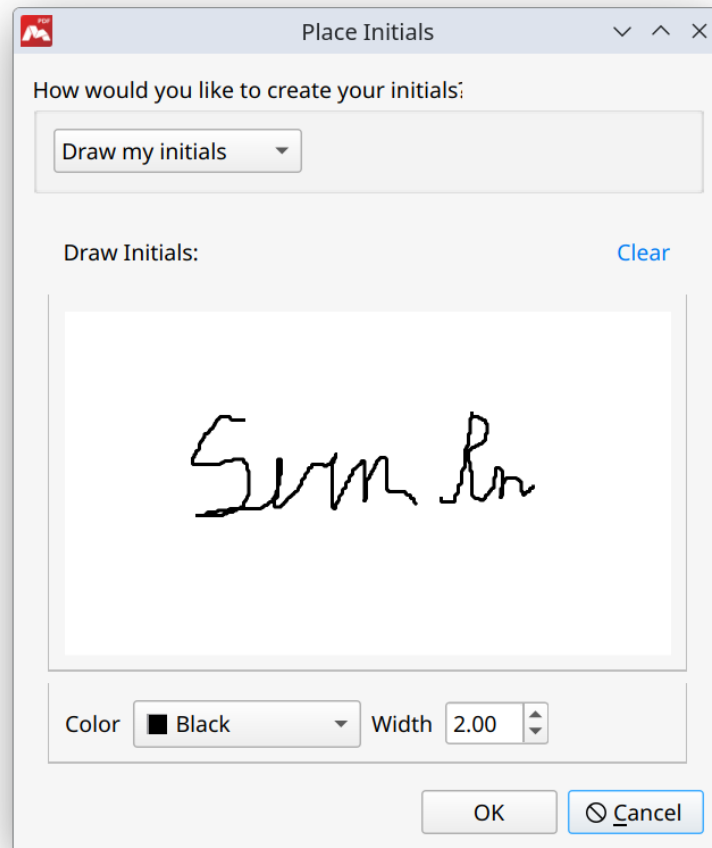 PDF
Place Initials
How would you like to create your initials?
Draw my initials
Draw Initials: Clear
Color Black Width 2.00
OK Cancel